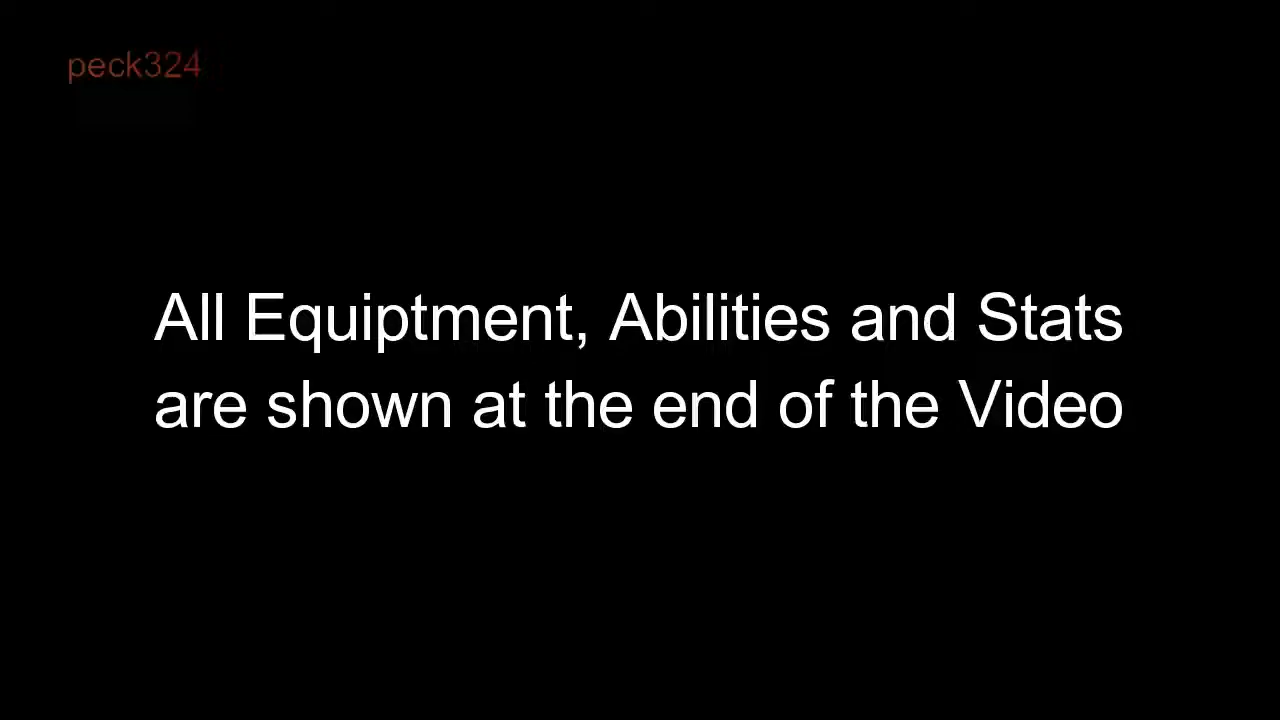 peck324
All Equiptment, Abilities and Stats
are shown at the end of the Video